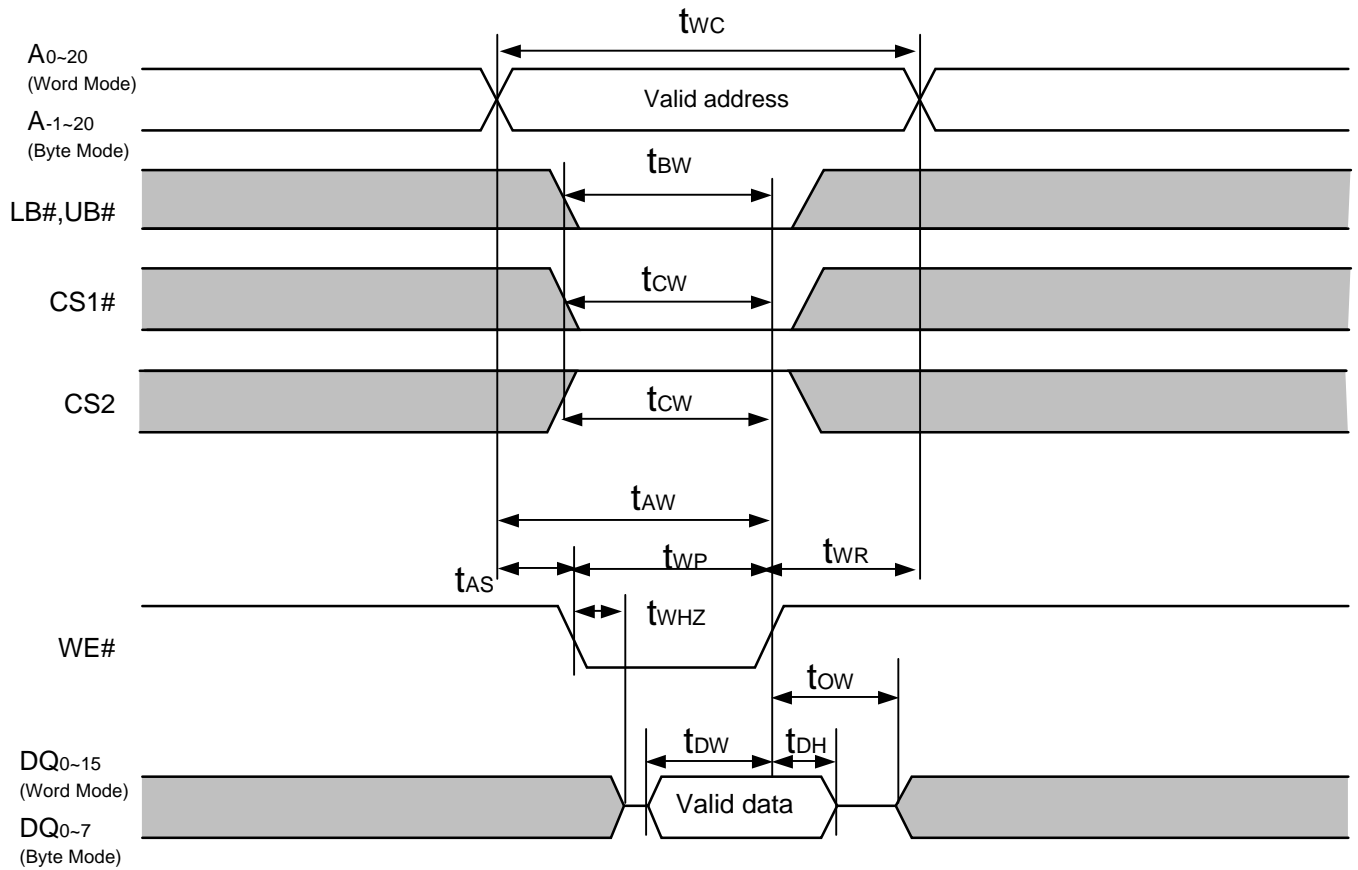 tWC
A0~20
(Word Mode)
Valid address
A-1~20
(Byte Mode)
tBW
LB#,UB#
tCW
CS1#
CS2
tCW
tAW
tAS
tWP
tWR
tWHZ
WE#
tOW
tDW
tDH
DQ0~15
(Word Mode)
Valid data
DQ0~7
(Byte Mode)